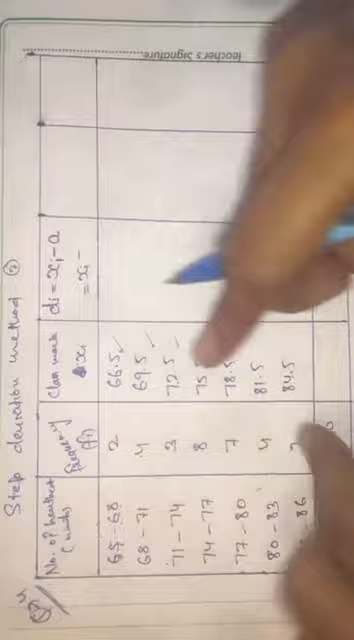 Teacher's Signature
Step deviation method
No. of heartbeats (units) Frequency (fi) Class mark xi di = xi - a = xi -
65 - 68 2 66.5
68 - 71 4 69.5
71 - 74 3 72.5
74 - 77 8 75
77 - 80 7 78.5
80 - 83 4 81.5
86 84.5